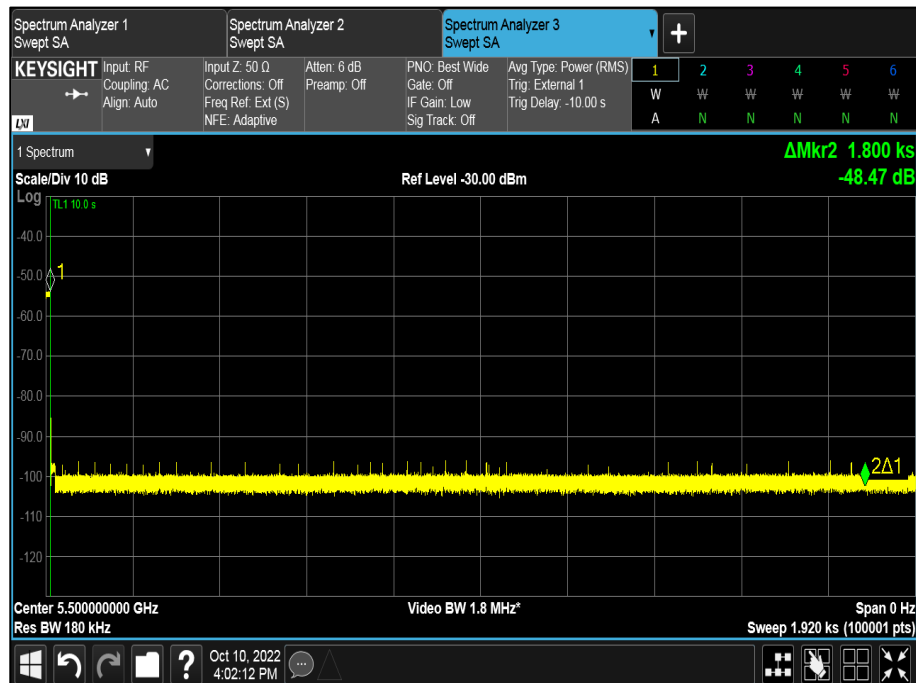 Spectrum Analyzer 1
Swept SA
Spectrum Analyzer 2
Swept SA
Spectrum Analyzer 3
Swept SA
▼
+
KEYSIGHT
LXI
Input: RF
Coupling: AC
Align: Auto
Input Z: 50 Ω
Corrections: Off
Freq Ref: Ext (S)
NFE: Adaptive
Atten: 6 dB
Preamp: Off
PNO: Best Wide
Gate: Off
IF Gain: Low
Sig Track: Off
Avg Type: Power (RMS)
Trig: External 1
Trig Delay: -10.00 s
1 2 3 4 5 6
W W W W W W
A N N N N N
1 Spectrum ▼
ΔMkr2 1.800 ks
Scale/Div 10 dB
Ref Level -30.00 dBm
-48.47 dB
Log
TL1 10.0 s
-40.0
-50.0
1
-60.0
-70.0
-80.0
-90.0
-100
2Δ1
-110
-120
Center 5.500000000 GHz
Video BW 1.8 MHz*
Span 0 Hz
Res BW 180 kHz
Sweep 1.920 ks (100001 pts)
?
Oct 10, 2022
4:02:12 PM